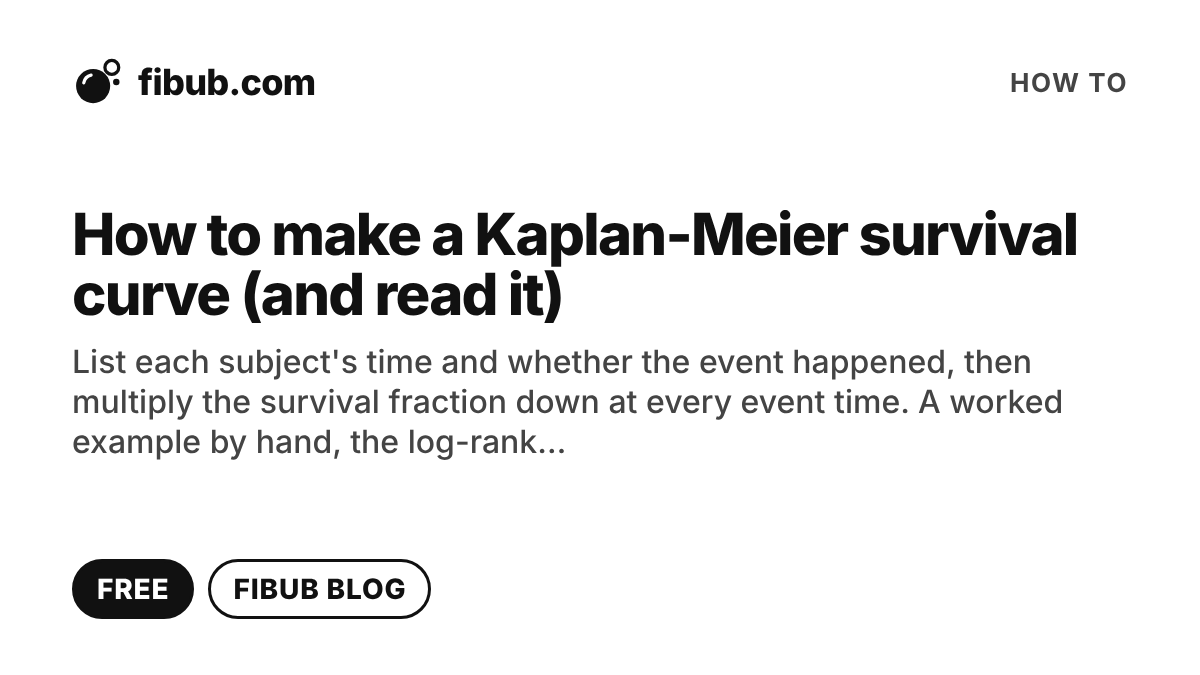 fibub.com
HOW TO
How to make a Kaplan-Meier survival
curve (and read it)
List each subject's time and whether the event happened, then
multiply the survival fraction down at every event time. A worked
example by hand, the log-rank...
FREE
FIBUB BLOG